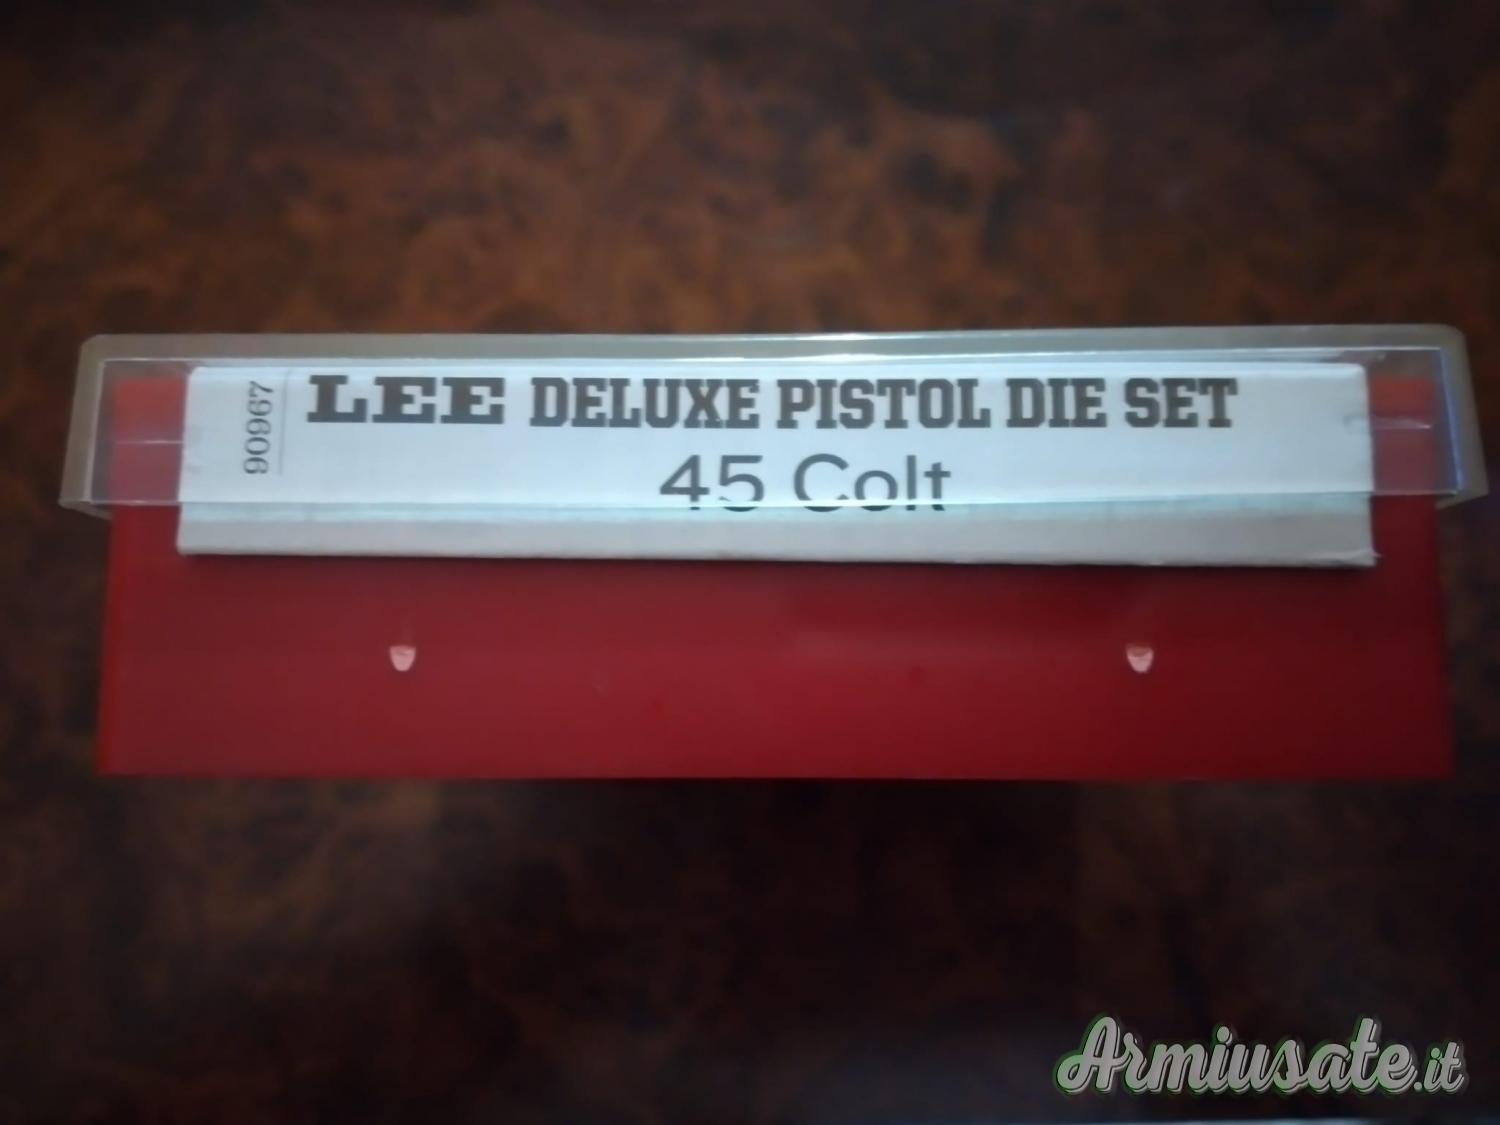 90967
LEE DELUXE PISTOL DIE SET
45 Colt
Armiusate.it